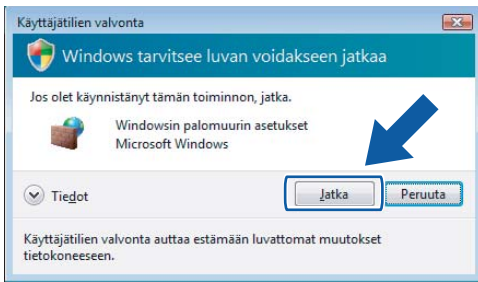 Käyttäjätilien valvonta
Windows tarvitsee luvan voidakseen jatkaa
Jos olet käynnistänyt tämän toiminnon, jatka.
Windowsin palomuurin asetukset
Microsoft Windows
Tiedot
Jatka
Peruuta
Käyttäjätilien valvonta auttaa estämään luvattomat muutokset
tietokoneeseen.